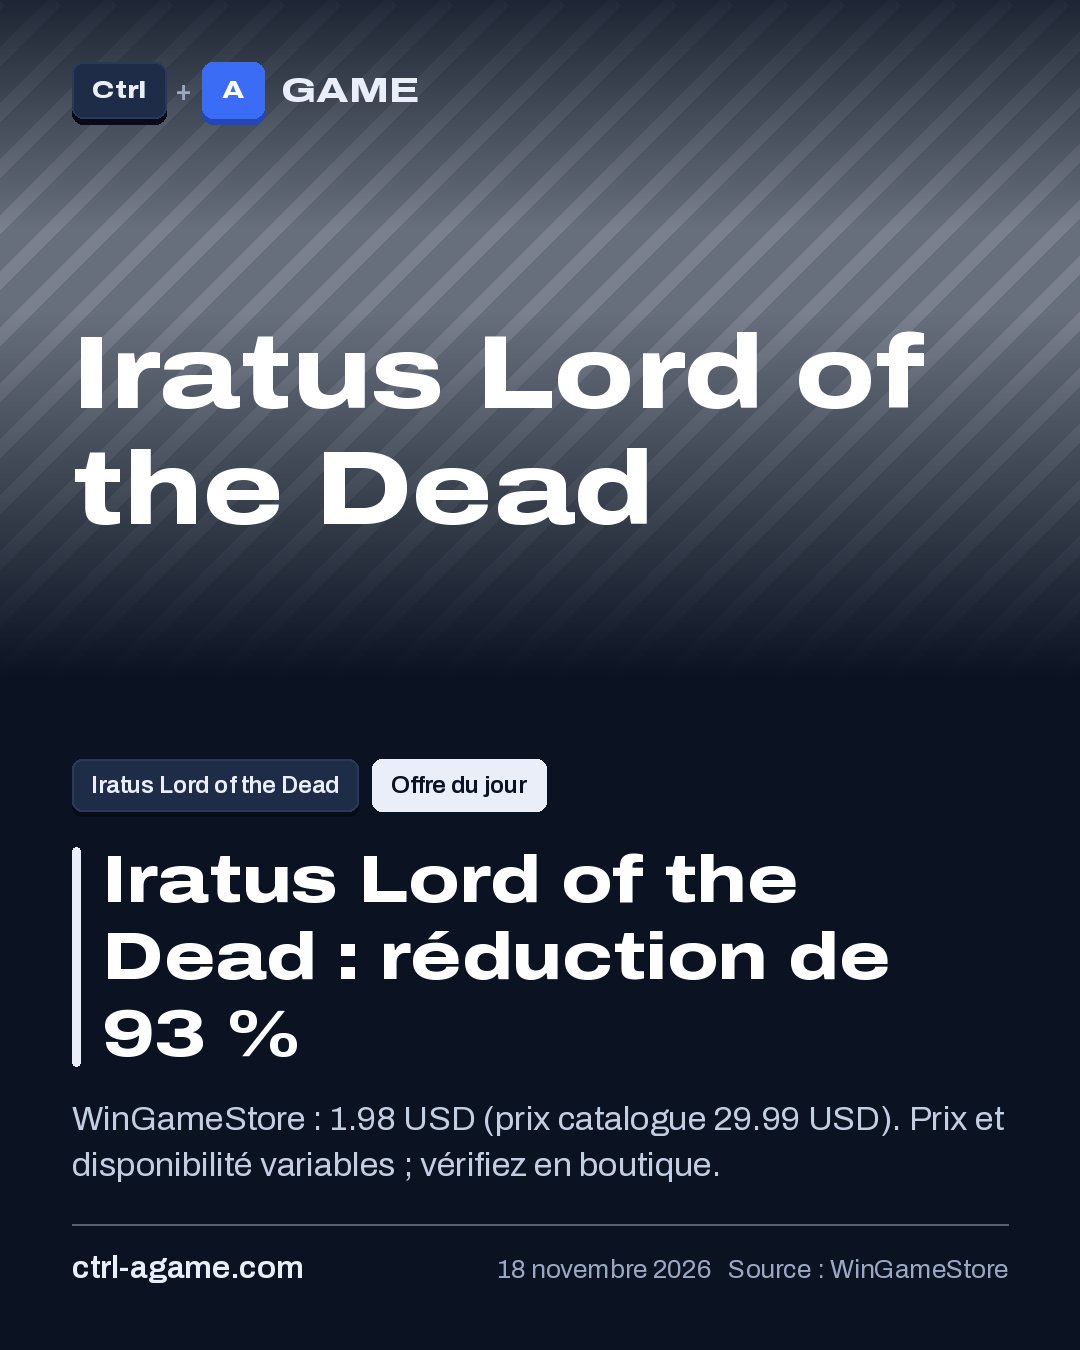 Ctrl + A GAME
Iratus Lord of
the Dead
Iratus Lord of the Dead Offre du jour
Iratus Lord of the
Dead : réduction de
93 %
WinGameStore : 1.98 USD (prix catalogue 29.99 USD). Prix et
disponibilité variables ; vérifiez en boutique.
ctrl-agame.com 18 novembre 2026 Source : WinGameStore